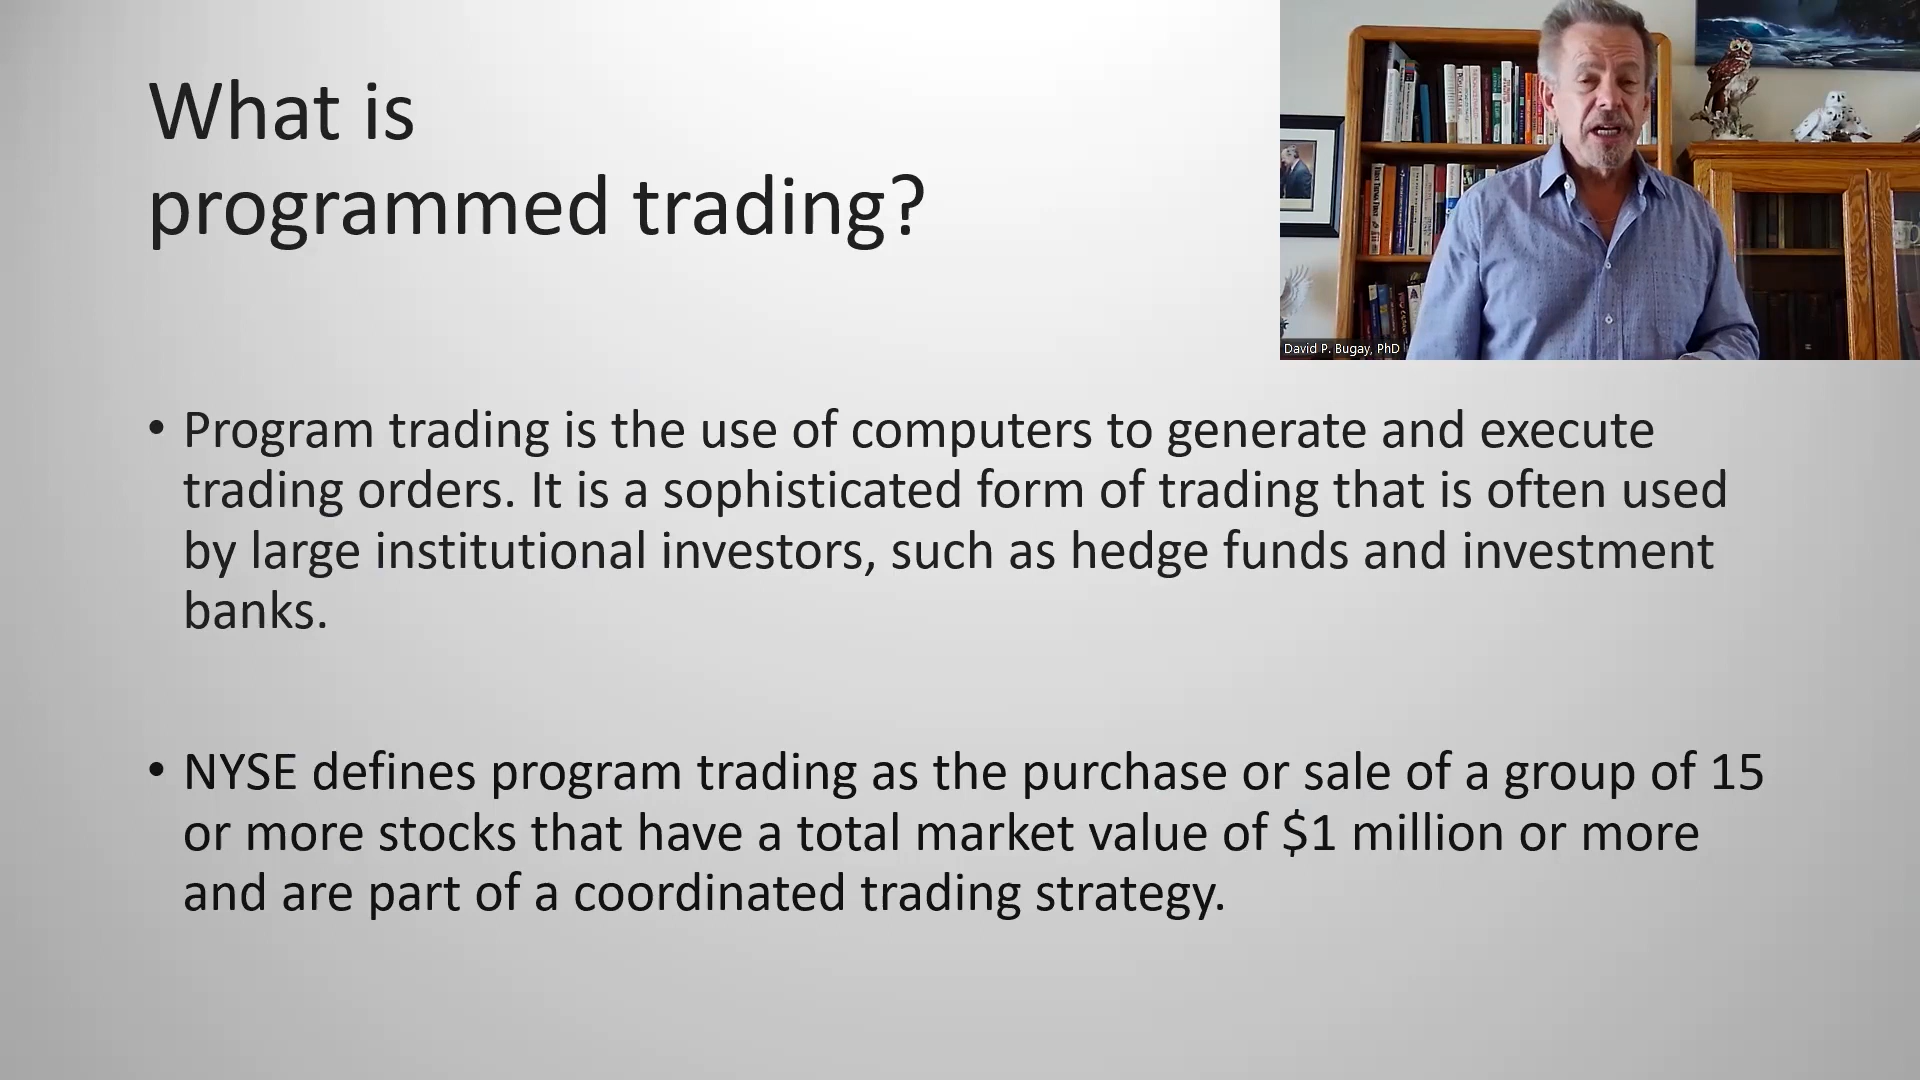 What is
programmed trading?
David P. Bugay, PhD
• Program trading is the use of computers to generate and execute
trading orders. It is a sophisticated form of trading that is often used
by large institutional investors, such as hedge funds and investment
banks.
• NYSE defines program trading as the purchase or sale of a group of 15
or more stocks that have a total market value of $1 million or more
and are part of a coordinated trading strategy.